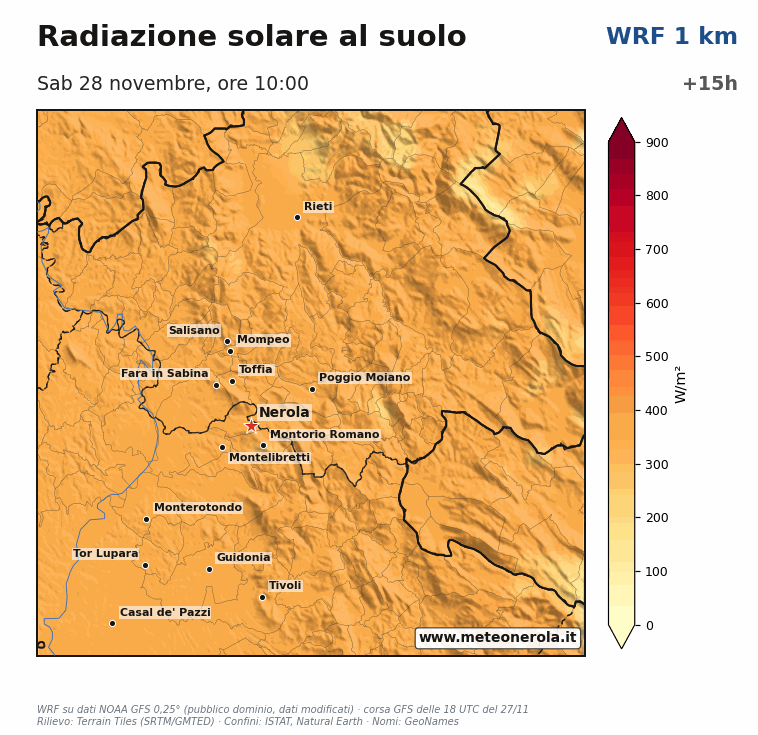 Radiazione solare al suolo
WRF 1 km
Sab 28 novembre, ore 10:00
+15h
Rieti
Salisano
Mompeo
Toffia
Fara in Sabina
Poggio Moiano
Nerola
Montorio Romano
Montelibretti
Monterotondo
Tor Lupara
Guidonia
Tivoli
Casal de' Pazzi
www.meteonerola.it
900
800
700
600
500
400
300
200
100
0
W/m²
WRF su dati NOAA GFS 0,25° (pubblico dominio, dati modificati) · corsa GFS delle 18 UTC del 27/11
Rilievo: Terrain Tiles (SRTM/GMTED) · Confini: ISTAT, Natural Earth · Nomi: GeoNames